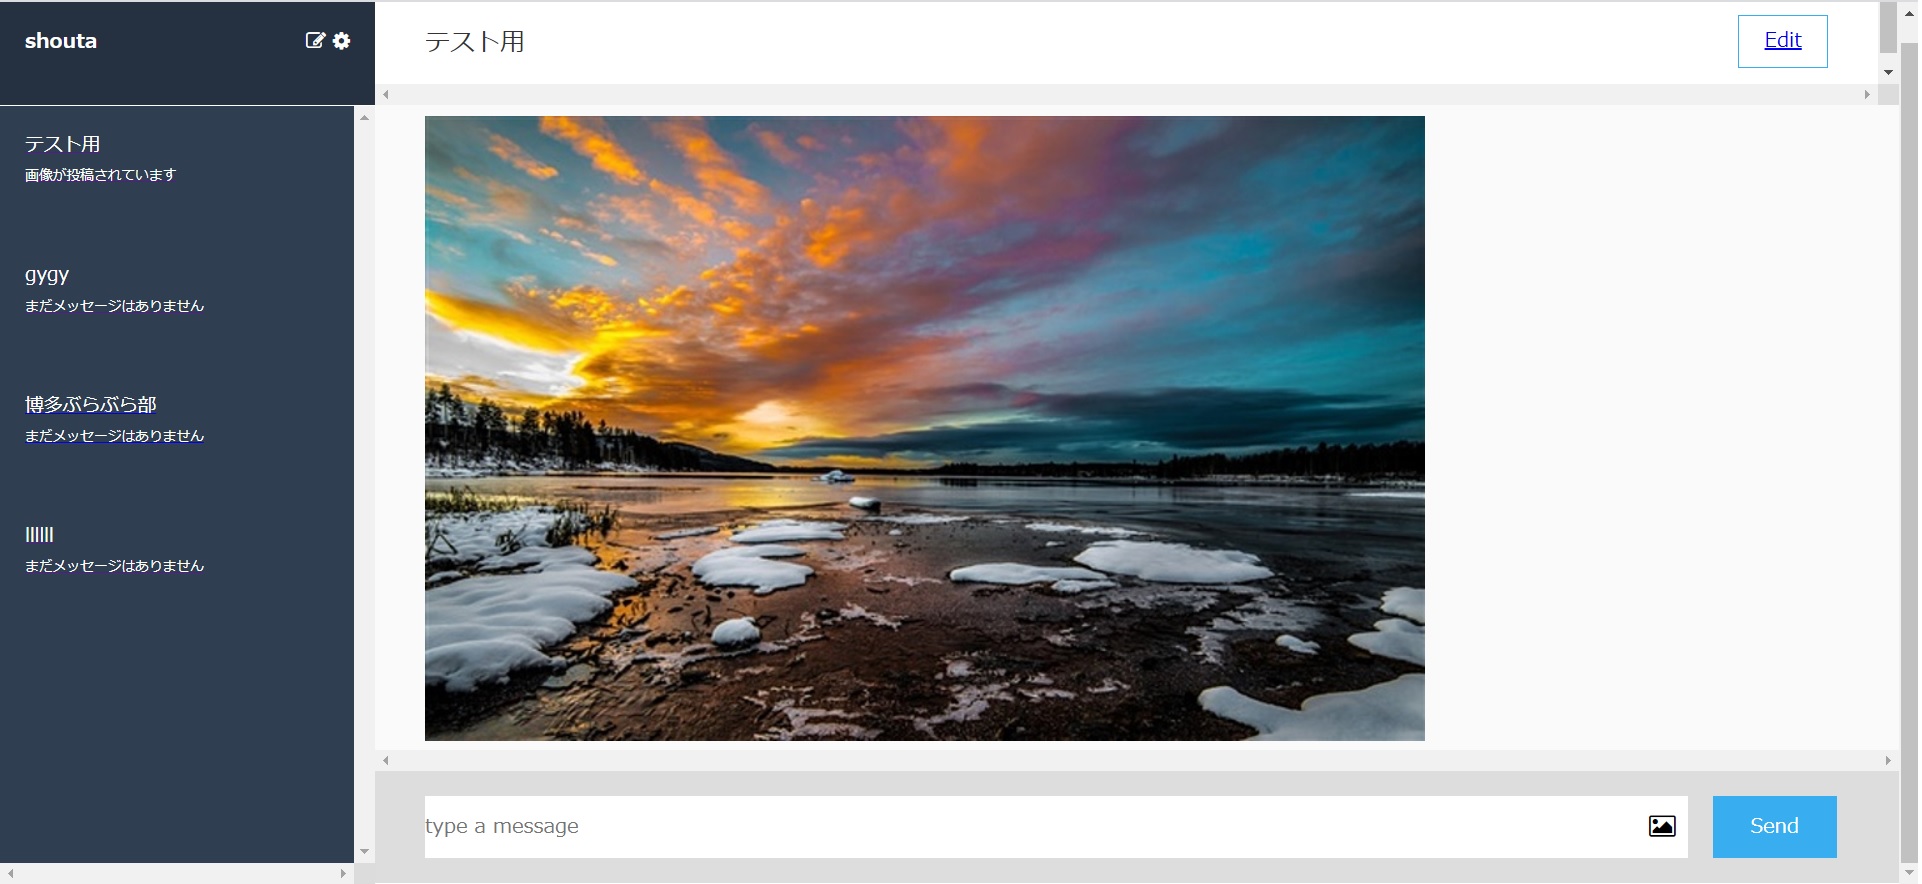 shouta
テスト用
画像が投稿されています
gygy
まだメッセージはありません
博多ぶらぶら部
まだメッセージはありません
llllll
まだメッセージはありません
テスト用
Edit
type a message
Send